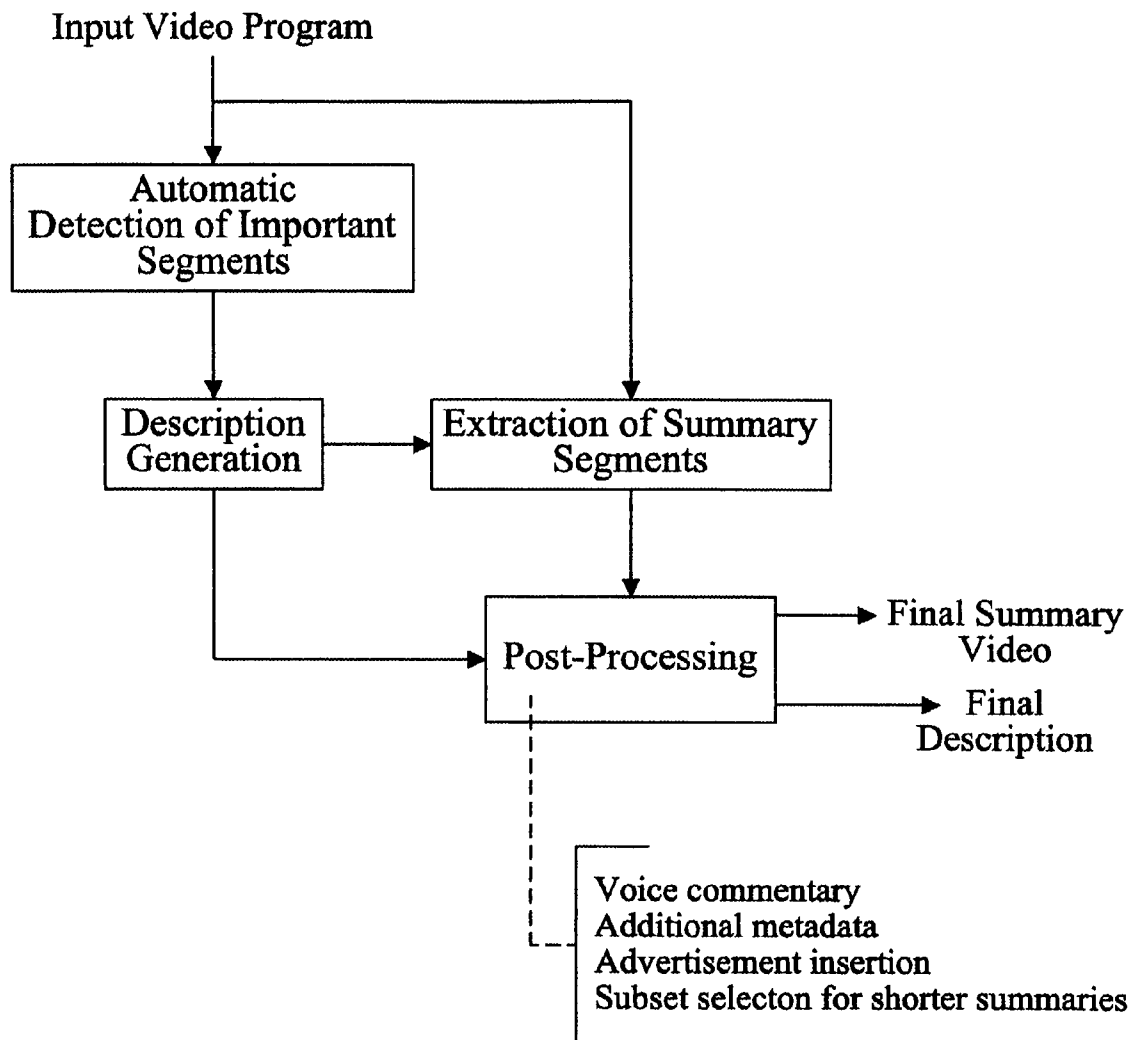 Input Video Program
Automatic
Detection of Important
Segments
Description
Generation
Extraction of Summary
Segments
Post-Processing
Final Summary
Video
Final
Description
Voice commentary
Additional metadada
Advertisement insertion
Subset selecton for shorter summaries